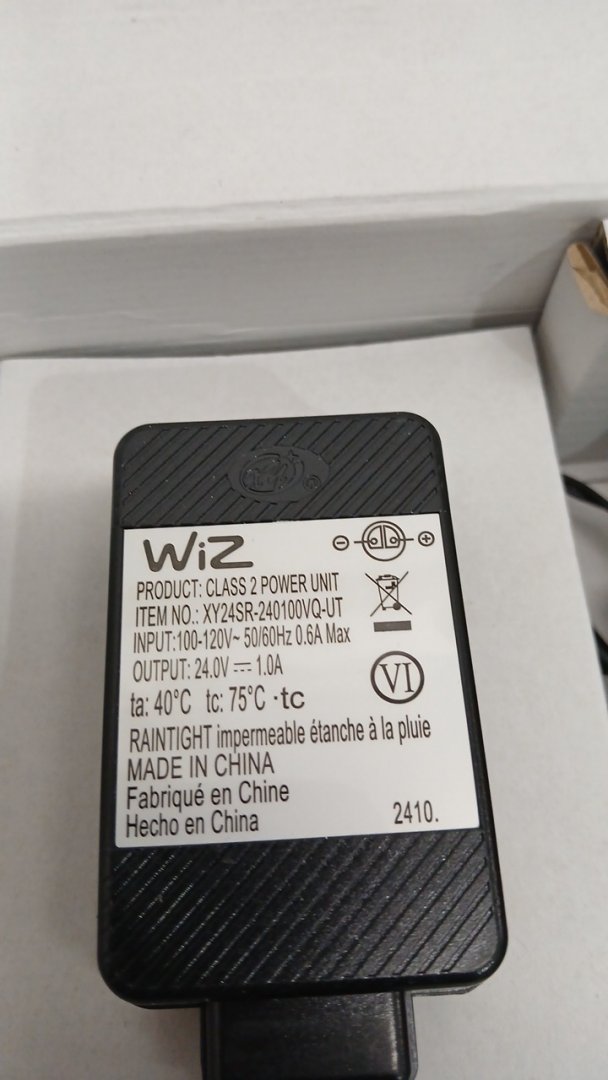 WiZ
PRODUCT: CLASS 2 POWER UNIT
ITEM NO.: XY24SR-240100VQ-UT
INPUT:100-120V~ 50/60Hz 0.6A Max
OUTPUT: 24.0V ⎓ 1.0A
VI
ta: 40°C tc: 75°C ·tc
RAINTIGHT impermeable étanche à la pluie
MADE IN CHINA
Fabriqué en Chine
Hecho en China
2410.